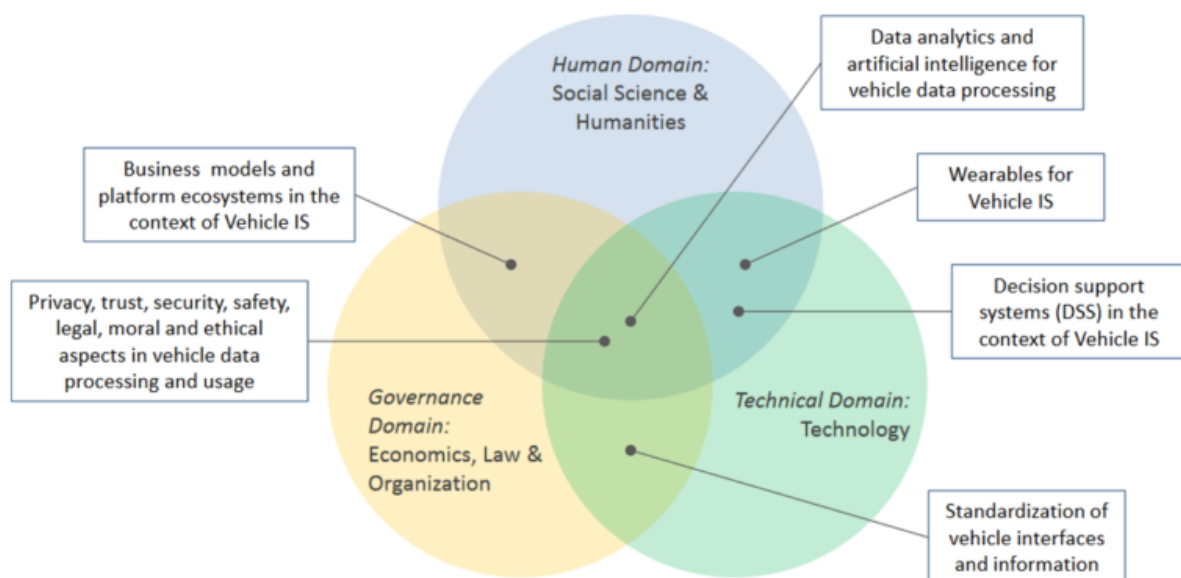 Data analytics and
artificial intelligence for
vehicle data processing
Human Domain:
Social Science &
Humanities
Business models and
platform ecosystems in the
context of Vehicle IS
Wearables for
Vehicle IS
Privacy, trust, security, safety,
legal, moral and ethical
aspects in vehicle data
processing and usage
Decision support
systems (DSS) in the
context of Vehicle IS
Governance
Domain:
Economics, Law &
Organization
Technical Domain:
Technology
Standardization of
vehicle interfaces
and information